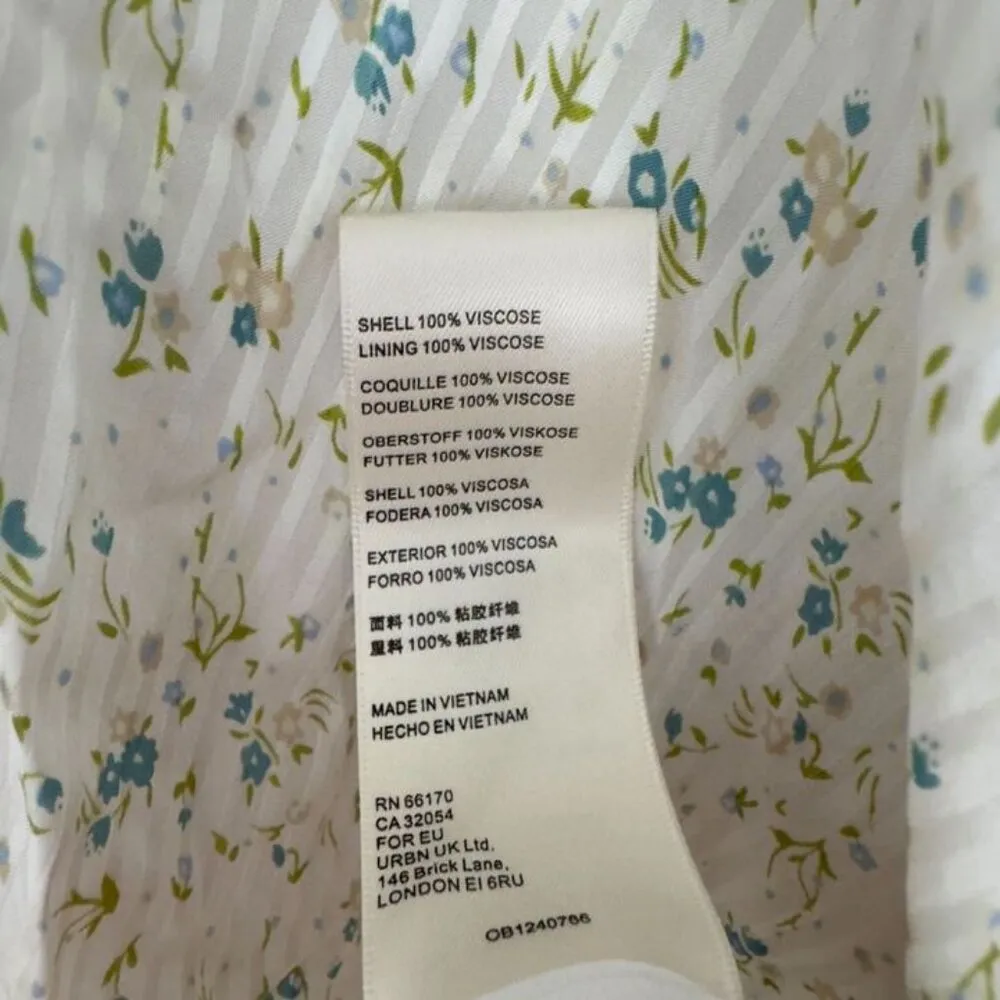 SHELL 100% VISCOSE
LINING 100% VISCOSE
COQUILLE 100% VISCOSE
DOUBLURE 100% VISCOSE
OBERSTOFF 100% VISKOSE
FUTTER 100% VISKOSE
SHELL 100% VISCOSA
FODERA 100% VISCOSA
EXTERIOR 100% VISCOSA
FORRO 100% VISCOSA
面料 100% 粘胶纤维
里料 100% 粘胶纤维
MADE IN VIETNAM
HECHO EN VIETNAM
RN 66170
CA 32054
FOR EU
URBN UK Ltd.
146 Brick Lane,
LONDON EI 6RU
OB1240766